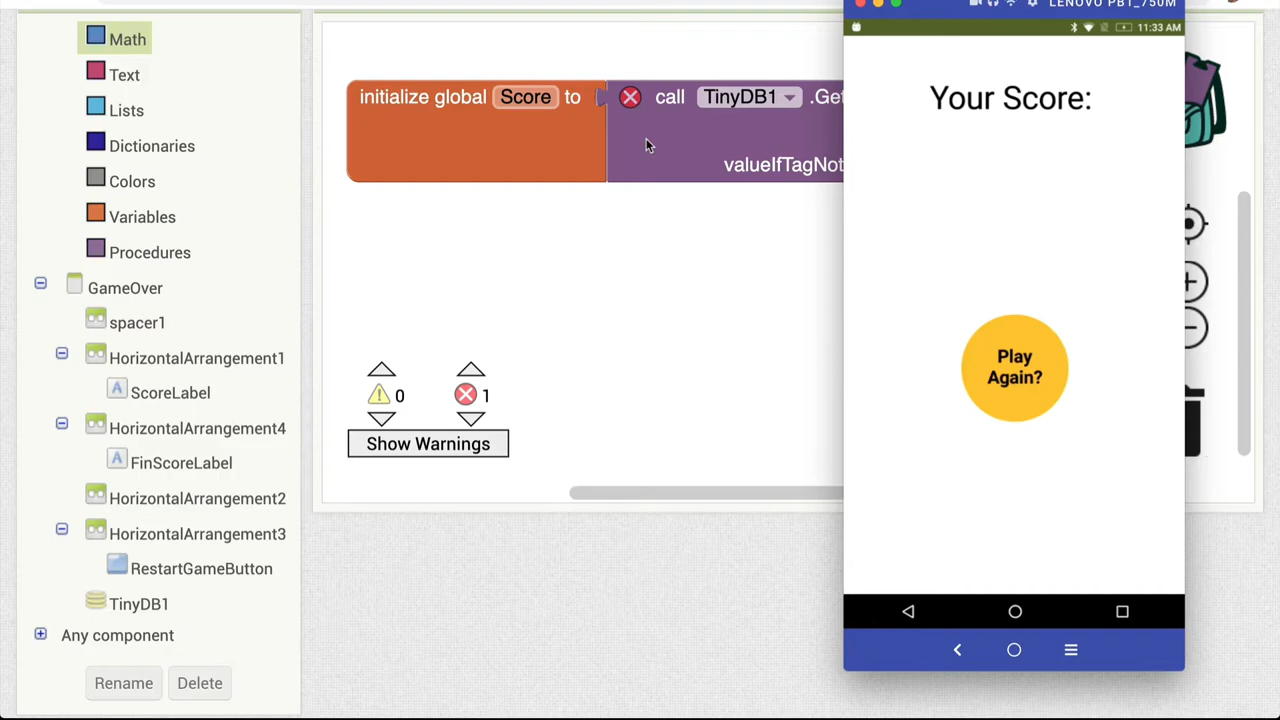 Math
Text
Lists
Dictionaries
Colors
Variables
Procedures
GameOver
spacer1
HorizontalArrangement1
ScoreLabel
HorizontalArrangement4
FinScoreLabel
HorizontalArrangement2
HorizontalArrangement3
RestartGameButton
TinyDB1
Any component
Rename Delete
initialize global Score to call TinyDB1 .Get
valueIfTagNot
0 1
Show Warnings
LENOVO PB1_750M
11:33 AM
Your Score:
Play
Again?